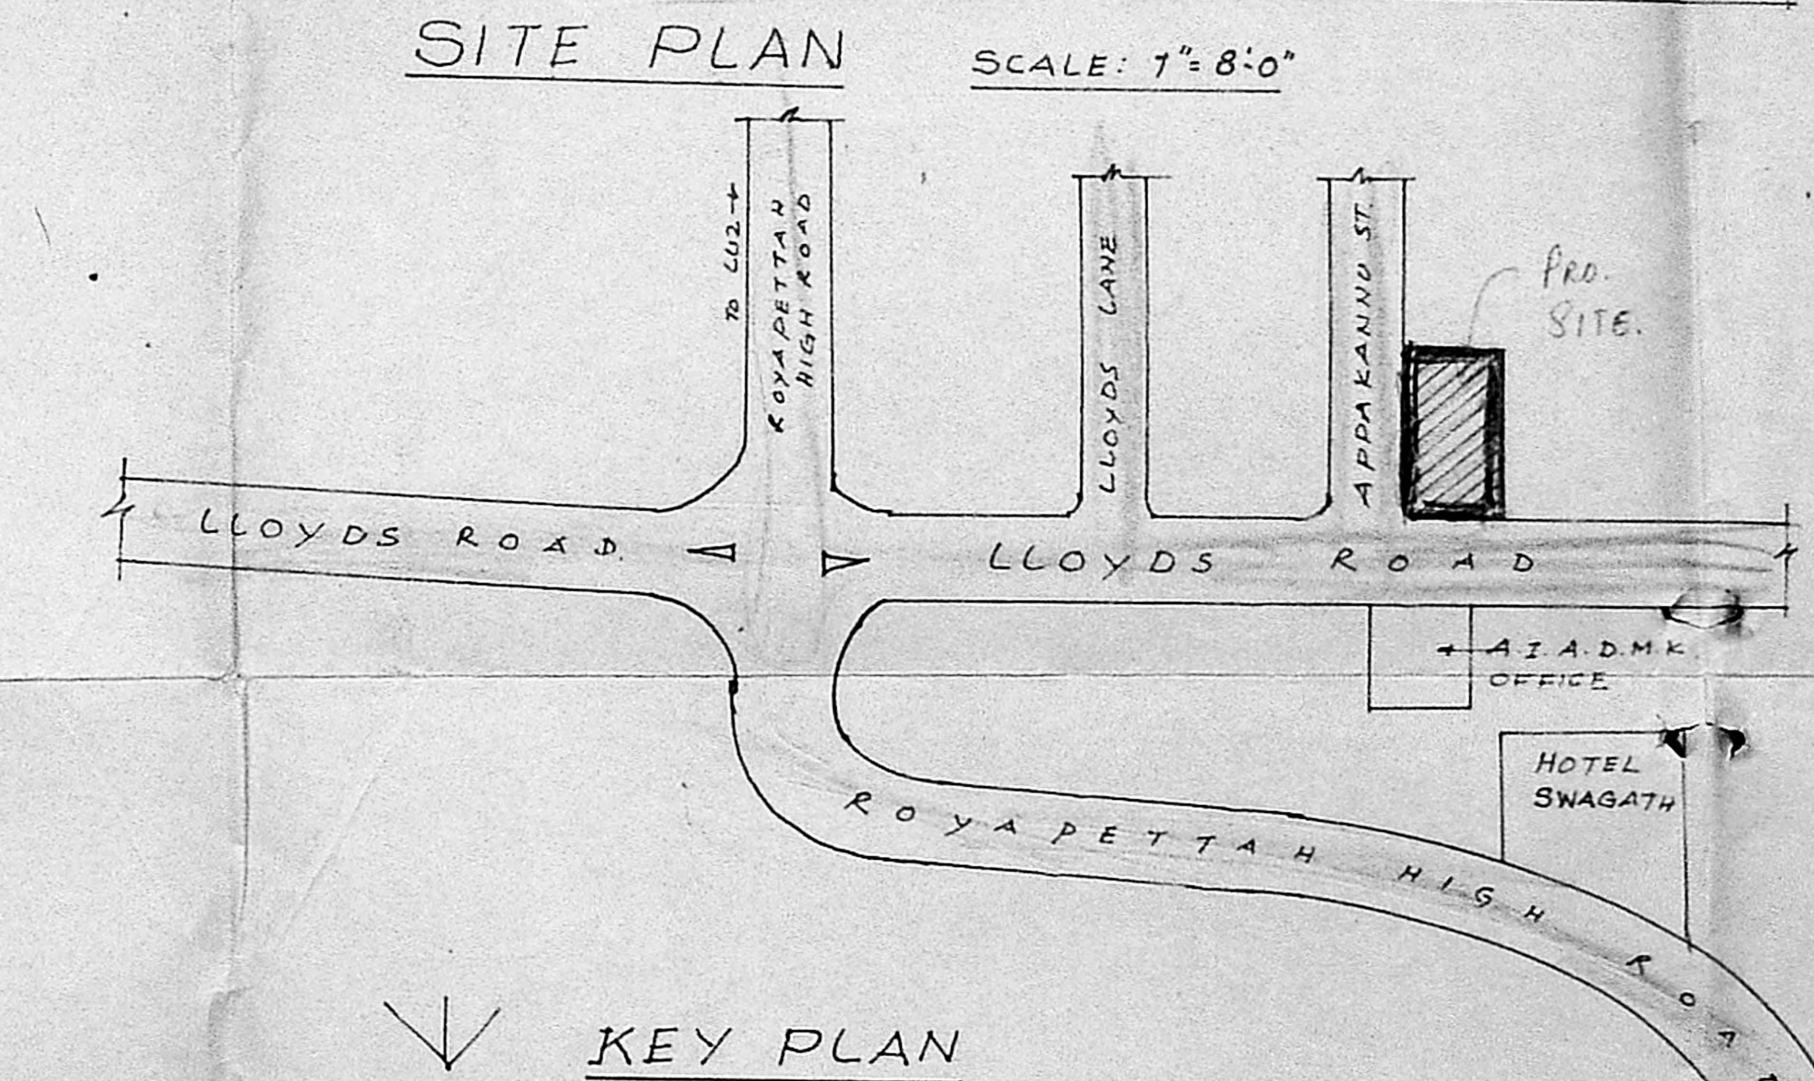 SITE PLAN
SCALE: 1"= 8'-0"
TO LUZ →
ROYAPETTAH
HIGH ROAD
LLOYDS LANE
APPAKANNU ST.
PRO.
SITE.
LLOYDS ROAD.
LLOYDS ROAD
A.I.A.D.M.K.
OFFICE
HOTEL
SWAGATH
ROYAPETTAH HIGH ROA
KEY PLAN